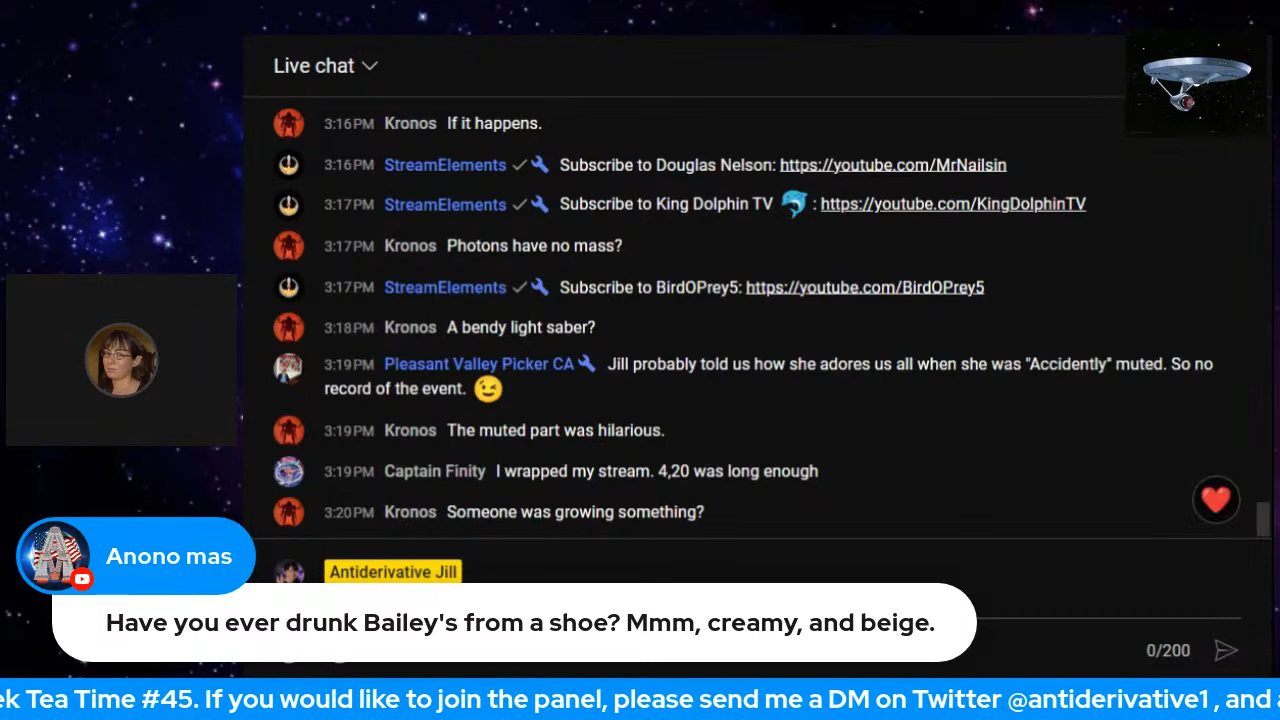 Live chat
3:16PM Kronos If it happens.
3:16PM StreamElements Subscribe to Douglas Nelson: https://youtube.com/MrNailsin
3:17PM StreamElements Subscribe to King Dolphin TV 🐬 : https://youtube.com/KingDolphinTV
3:17PM Kronos Photons have no mass?
3:17PM StreamElements Subscribe to BirdOPrey5: https://youtube.com/BirdOPrey5
3:18PM Kronos A bendy light saber?
3:19PM Pleasant Valley Picker CA Jill probably told us how she adores us all when she was "Accidently" muted. So no
record of the event. 😉
3:19PM Kronos The muted part was hilarious.
3:19PM Captain Finity I wrapped my stream. 4,20 was long enough
3:20PM Kronos Someone was growing something?
Antiderivative Jill
Anono mas
Have you ever drunk Bailey's from a shoe? Mmm, creamy, and beige.
0/200
ek Tea Time #45. If you would like to join the panel, please send me a DM on Twitter @antiderivative1 , and a